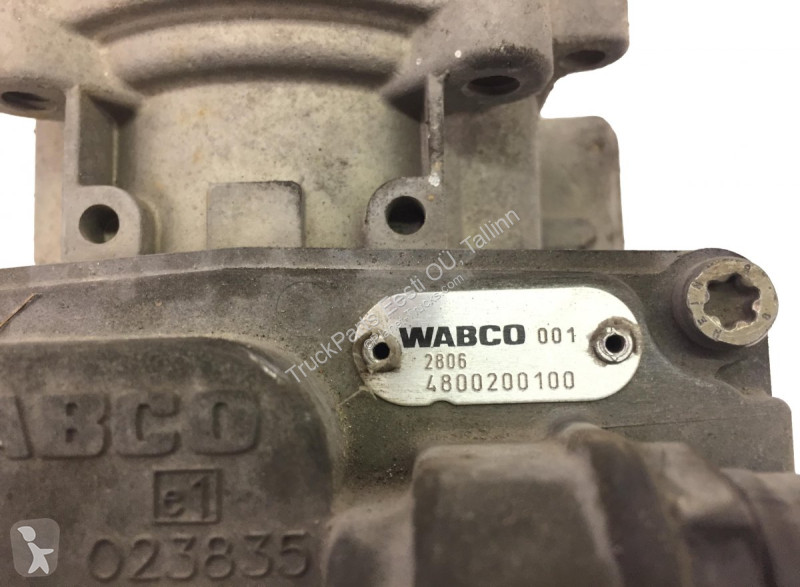 WABCO 001
2806
4800200100
ABCO
e1
023835
TruckParts Eesti OÜ, Tallinn